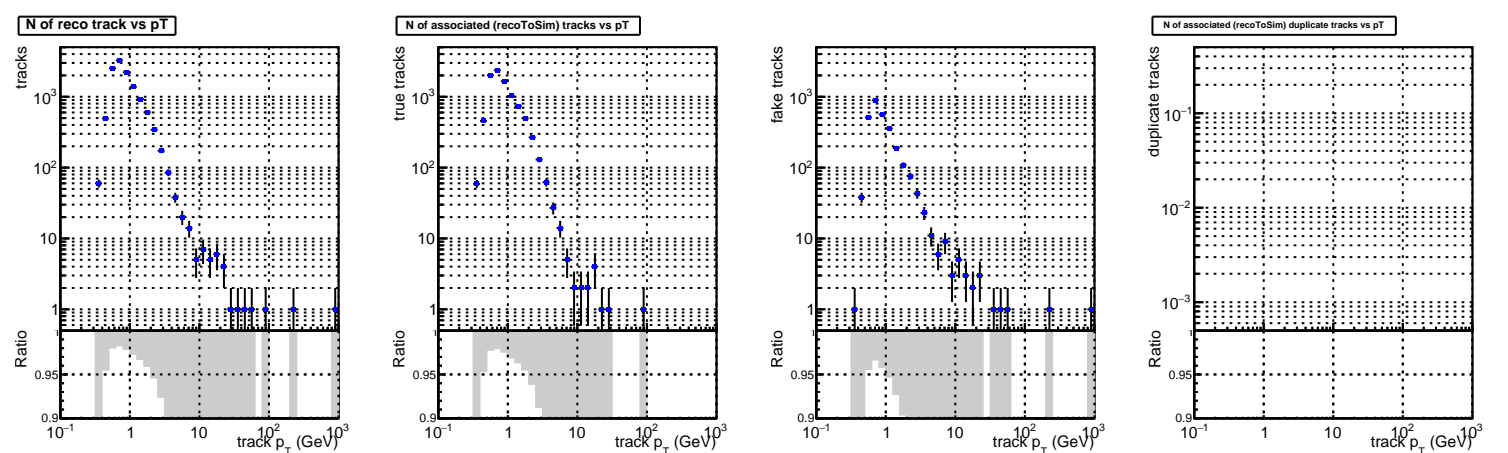 N of reco track vs pT
tracks
10³
10²
10
1
Ratio
1
0.95
0.9
10⁻¹ 1 10 10² 10³
track p_T (GeV)
N of associated (recoToSim) tracks vs pT
true tracks
10³
10²
10
1
Ratio
1
0.95
0.9
10⁻¹ 1 10 10² 10³
track p_T (GeV)
fake tracks
10³
10²
10
1
Ratio
1
0.95
0.9
10⁻¹ 1 10 10² 10³
track p_T (GeV)
N of associated (recoToSim) duplicate tracks vs pT
duplicate tracks
10⁻¹
10⁻²
10⁻³
Ratio
1
0.95
0.9
10⁻¹ 1 10 10² 10³
track p_T (GeV)